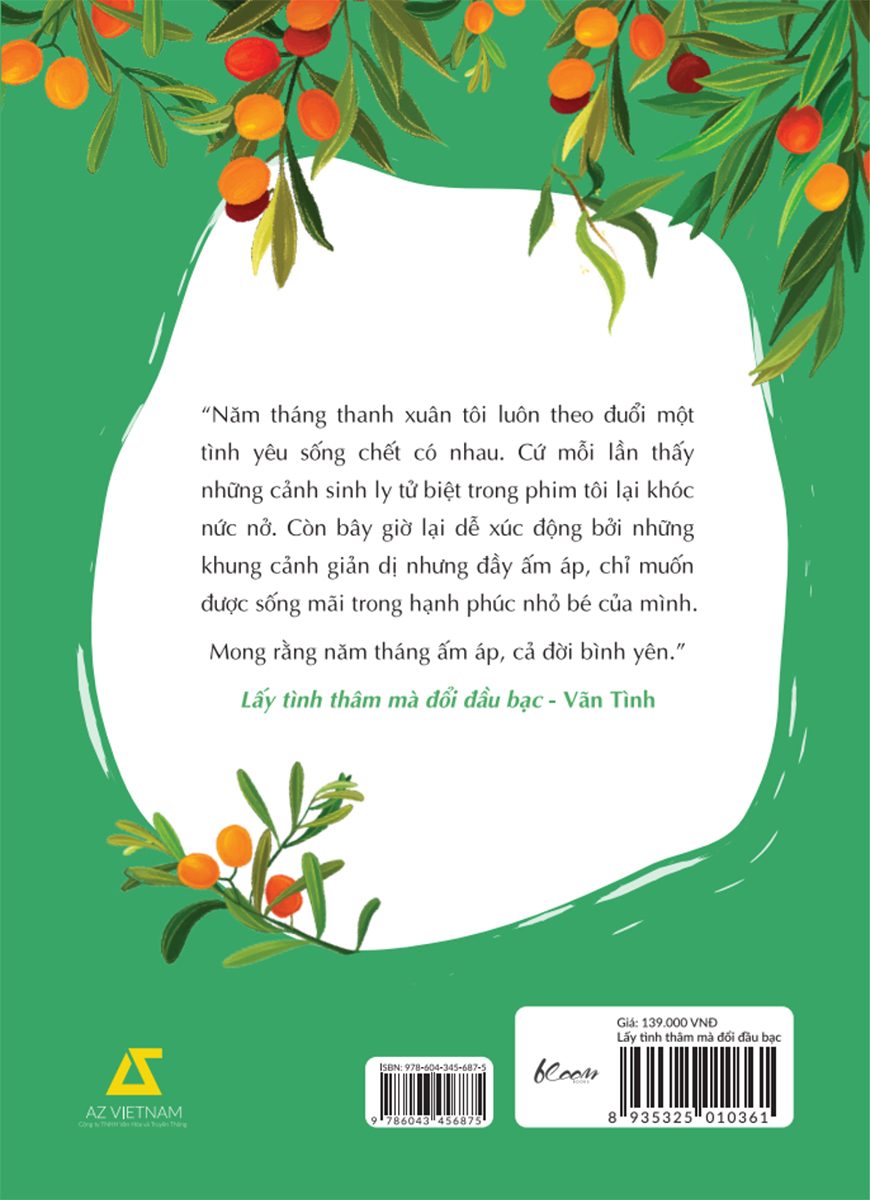 “Năm tháng thanh xuân tôi luôn theo đuổi một
tình yêu sống chết có nhau. Cứ mỗi lần thấy
những cảnh sinh ly tử biệt trong phim tôi lại khóc
nức nở. Còn bây giờ lại dễ xúc động bởi những
khung cảnh giản dị nhưng đầy ấm áp, chỉ muốn
được sống mãi trong hạnh phúc nhỏ bé của mình.
Mong rằng năm tháng ấm áp, cả đời bình yên.”
Lấy tình thâm mà đổi đầu bạc - Vãn Tình
AZ VIETNAM
Công ty TNHH Văn Hóa và Truyền Thông
ISBN: 978-604-345-687-5
9 786043 456875
bloom
BOOKS
Giá: 139.000 VNĐ
Lấy tình thâm mà đổi đầu bạc
8 935325 010361